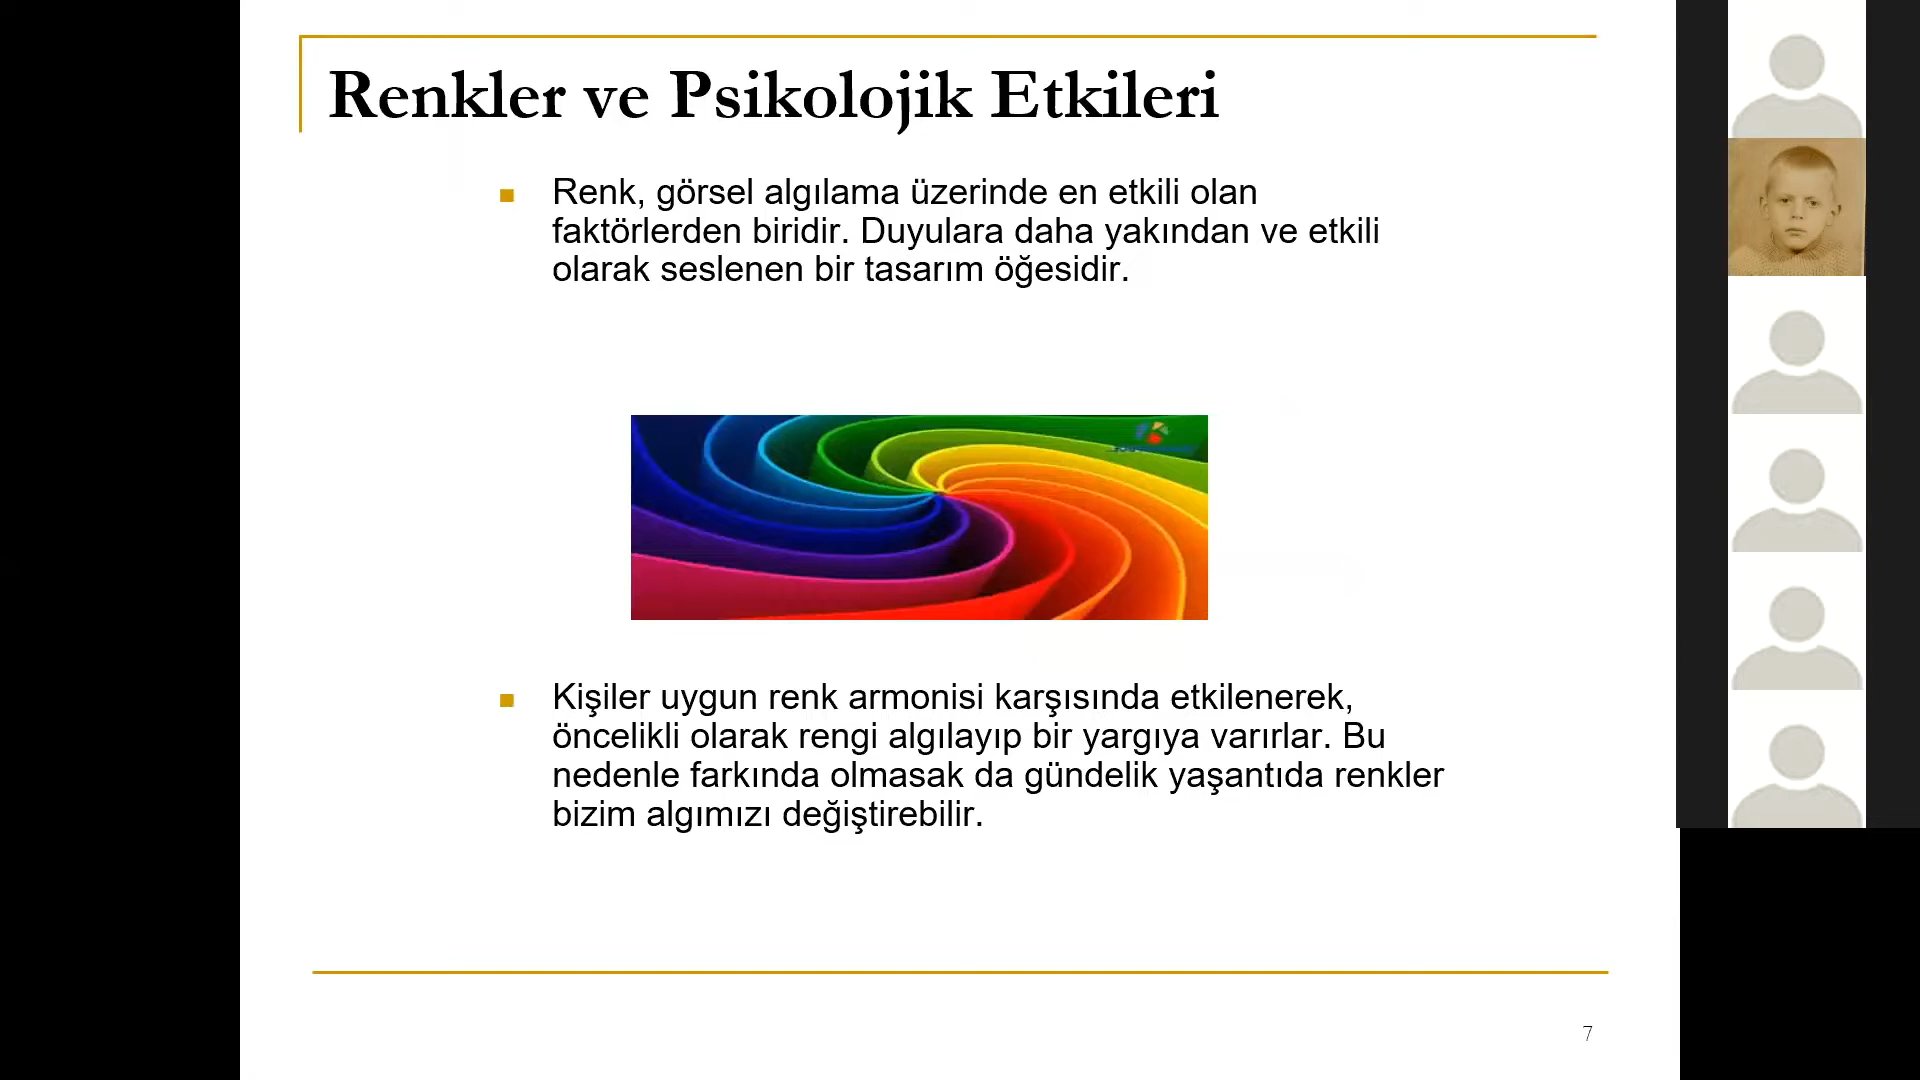 Renkler ve Psikolojik Etkileri
Renk, görsel algılama üzerinde en etkili olan
faktörlerden biridir. Duyulara daha yakından ve etkili
olarak seslenen bir tasarım öğesidir.
Kişiler uygun renk armonisi karşısında etkilenerek,
öncelikli olarak rengi algılayıp bir yargıya varırlar. Bu
nedenle farkında olmasak da gündelik yaşantıda renkler
bizim algımızı değiştirebilir.
7